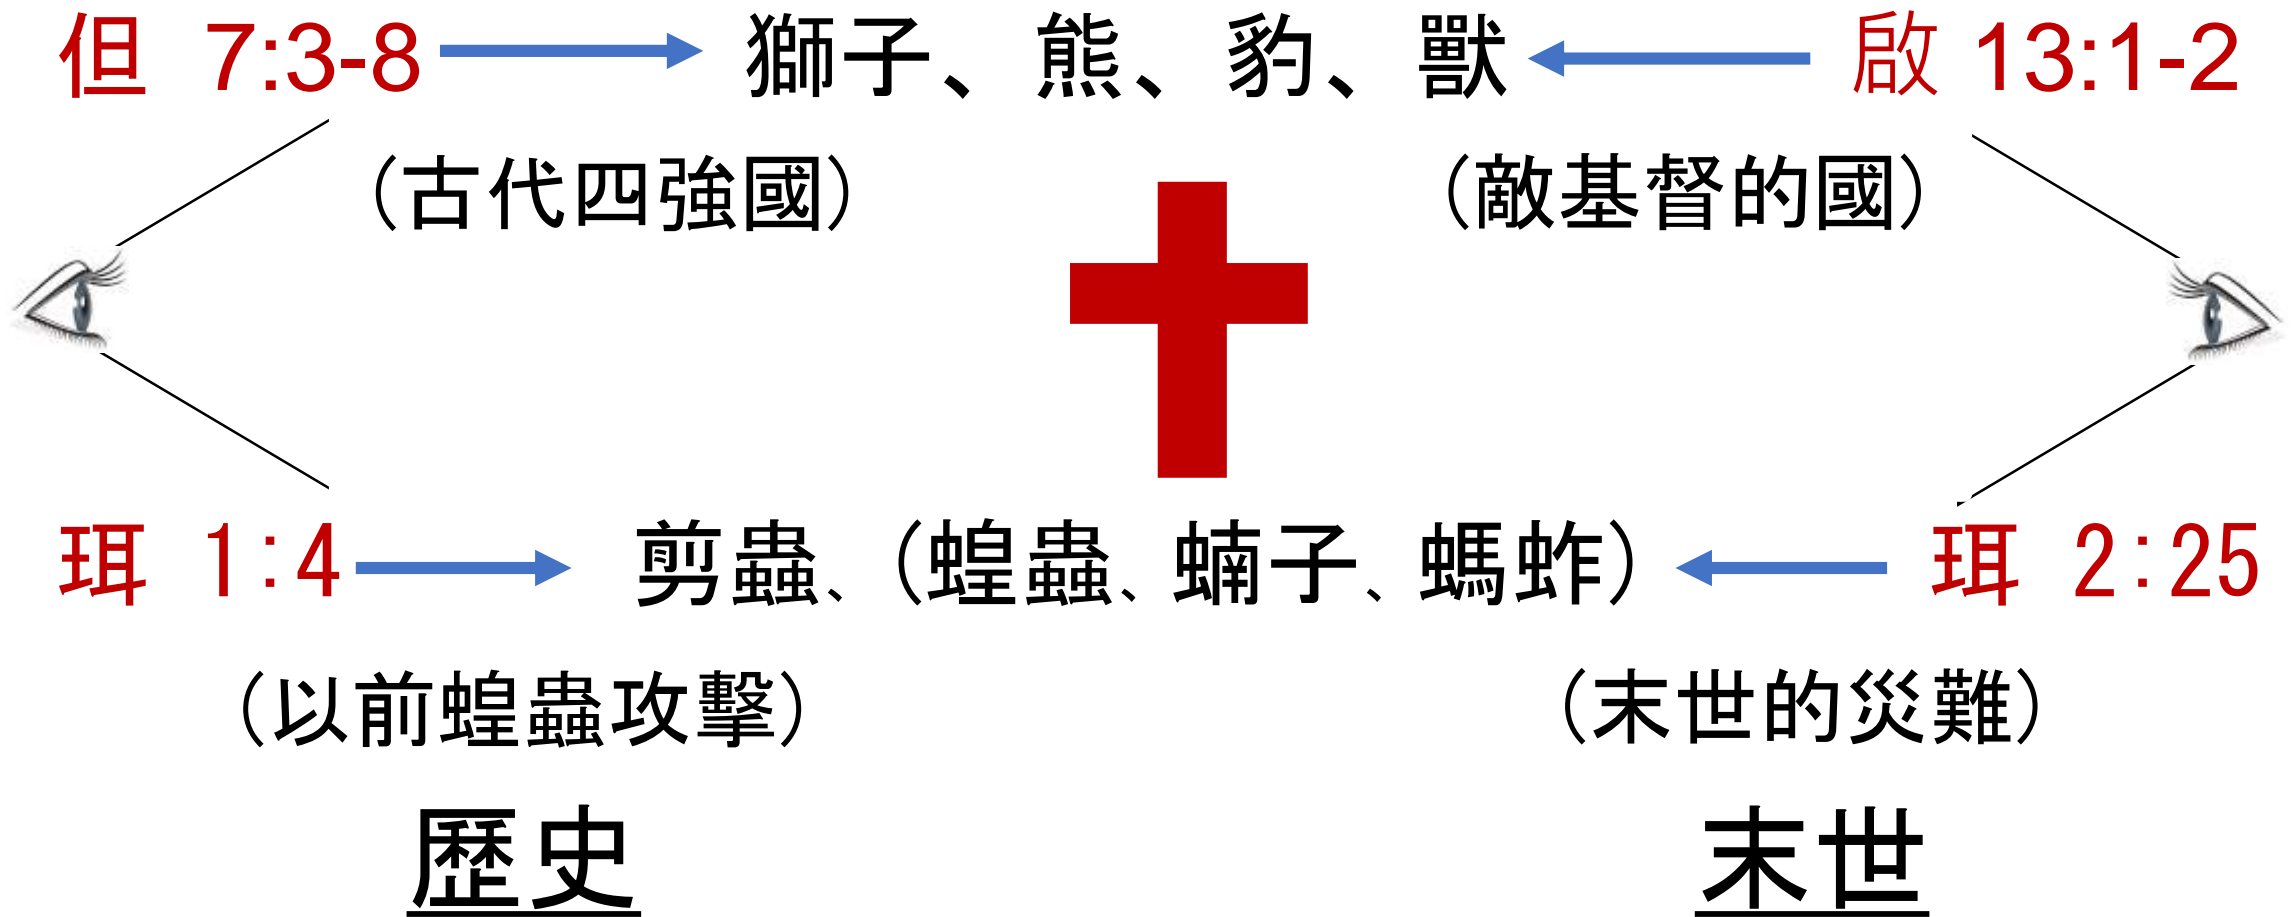 但 7:3-8 獅子、熊、豹、獸 啟 13:1-2
(古代四強國) (敵基督的國)
珥 1:4 剪蟲、(蝗蟲、蝻子、螞蚱) 珥 2:25
(以前蝗蟲攻擊) (末世的災難)
歷史 末世